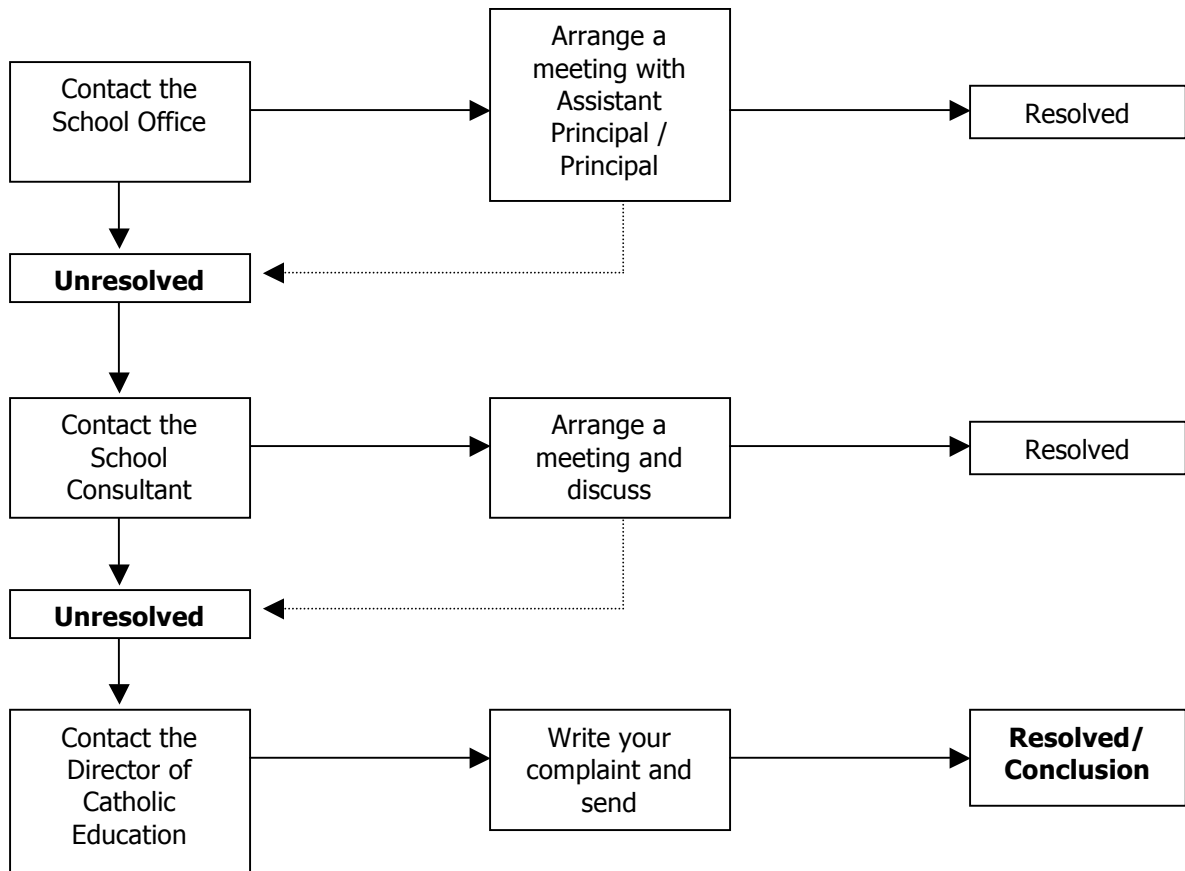 Contact the
School Office
Arrange a
meeting with
Assistant
Principal /
Principal
Resolved
Unresolved
Contact the
School
Consultant
Arrange a
meeting and
discuss
Resolved
Unresolved
Contact the
Director of
Catholic
Education
Write your
complaint and
send
Resolved/
Conclusion